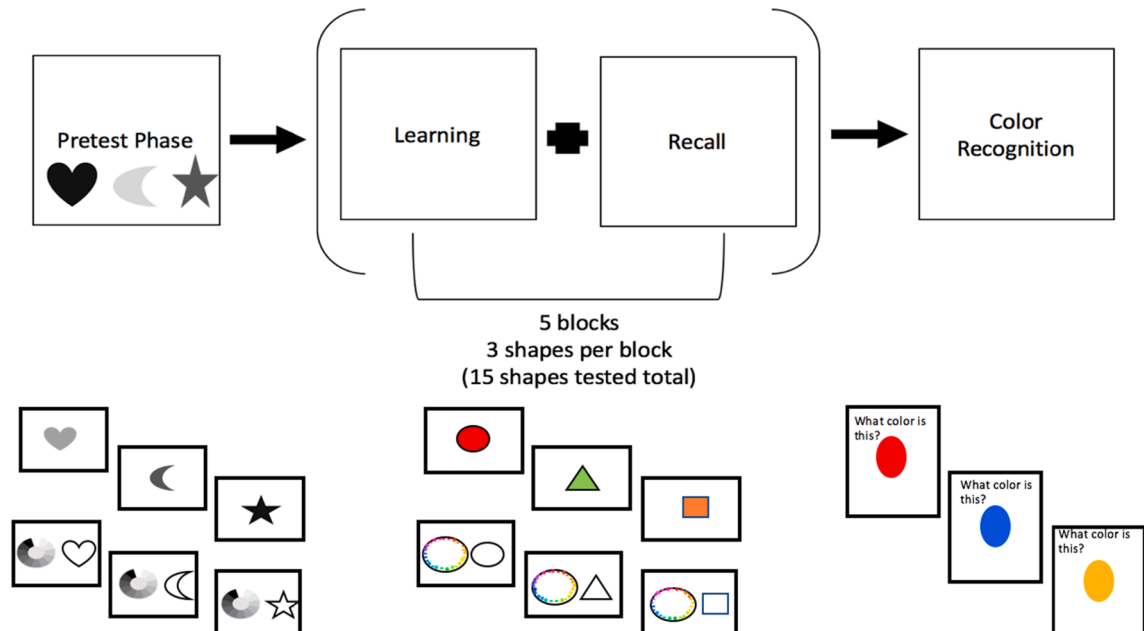 Pretest Phase
Learning
Recall
Color
Recognition
5 blocks
3 shapes per block
(15 shapes tested total)
What color is
this?
What color is
this?
What color is
this?